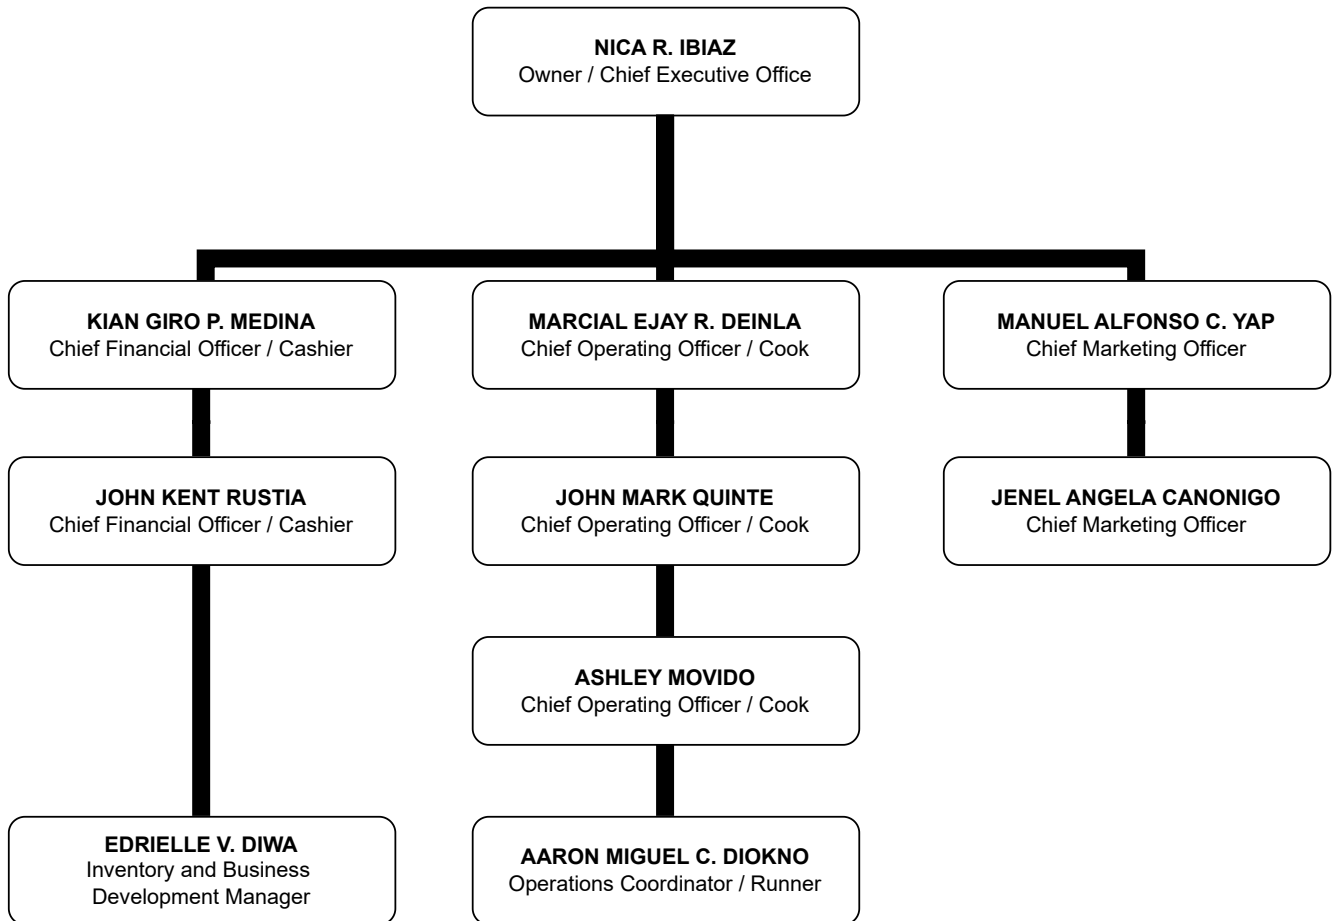 NICA R. IBIAZ
Owner / Chief Executive Office
KIAN GIRO P. MEDINA
Chief Financial Officer / Cashier
MARCIAL EJAY R. DEINLA
Chief Operating Officer / Cook
MANUEL ALFONSO C. YAP
Chief Marketing Officer
JOHN KENT RUSTIA
Chief Financial Officer / Cashier
JOHN MARK QUINTE
Chief Operating Officer / Cook
JENEL ANGELA CANONIGO
Chief Marketing Officer
ASHLEY MOVIDO
Chief Operating Officer / Cook
EDRIELLE V. DIWA
Inventory and Business
Development Manager
AARON MIGUEL C. DIOKNO
Operations Coordinator / Runner